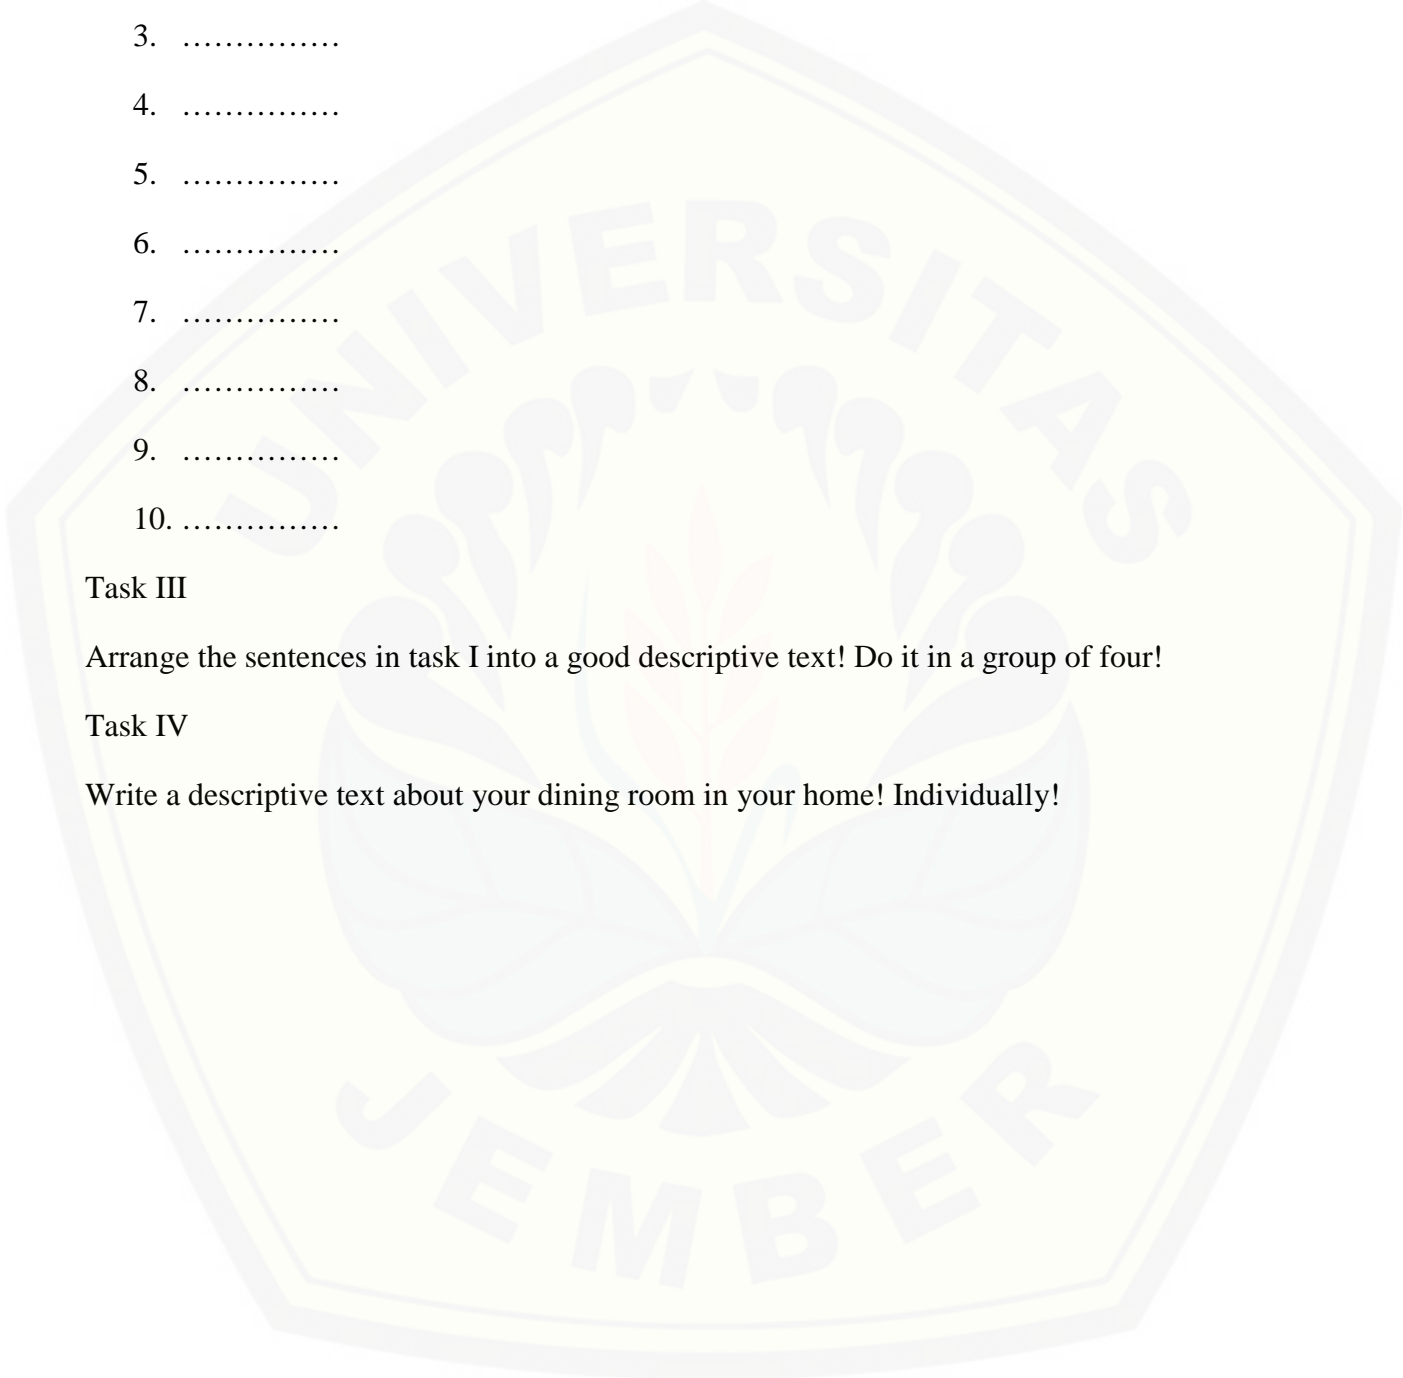 3. ……………
4. ……………
5. ……………
6. ……………
7. ……………
8. ……………
9. ……………
10. ……………
Task III
Arrange the sentences in task I into a good descriptive text! Do it in a group of four!
Task IV
Write a descriptive text about your dining room in your home! Individually!
UNIVERSITAS
JEMBER